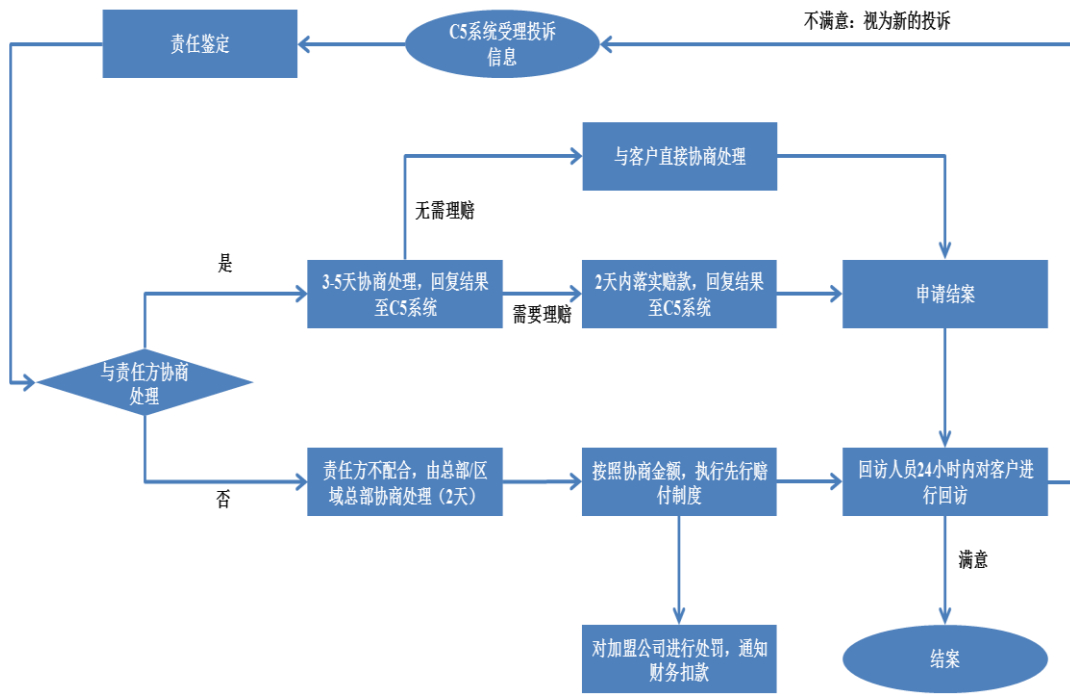 不满意：视为新的投诉
责任鉴定
C5系统受理投诉
信息
与客户直接协商处理
无需理赔
是
3-5天协商处理，回复结果
至C5系统
需要理赔
2天内落实赔款，回复结果
至C5系统
申请结案
与责任方协商
处理
否
责任方不配合，由总部/区
域总部协商处理（2天）
按照协商金额，执行先行赔
付制度
回访人员24小时内对客户进
行回访
满意
对加盟公司进行处罚，通知
财务扣款
结案